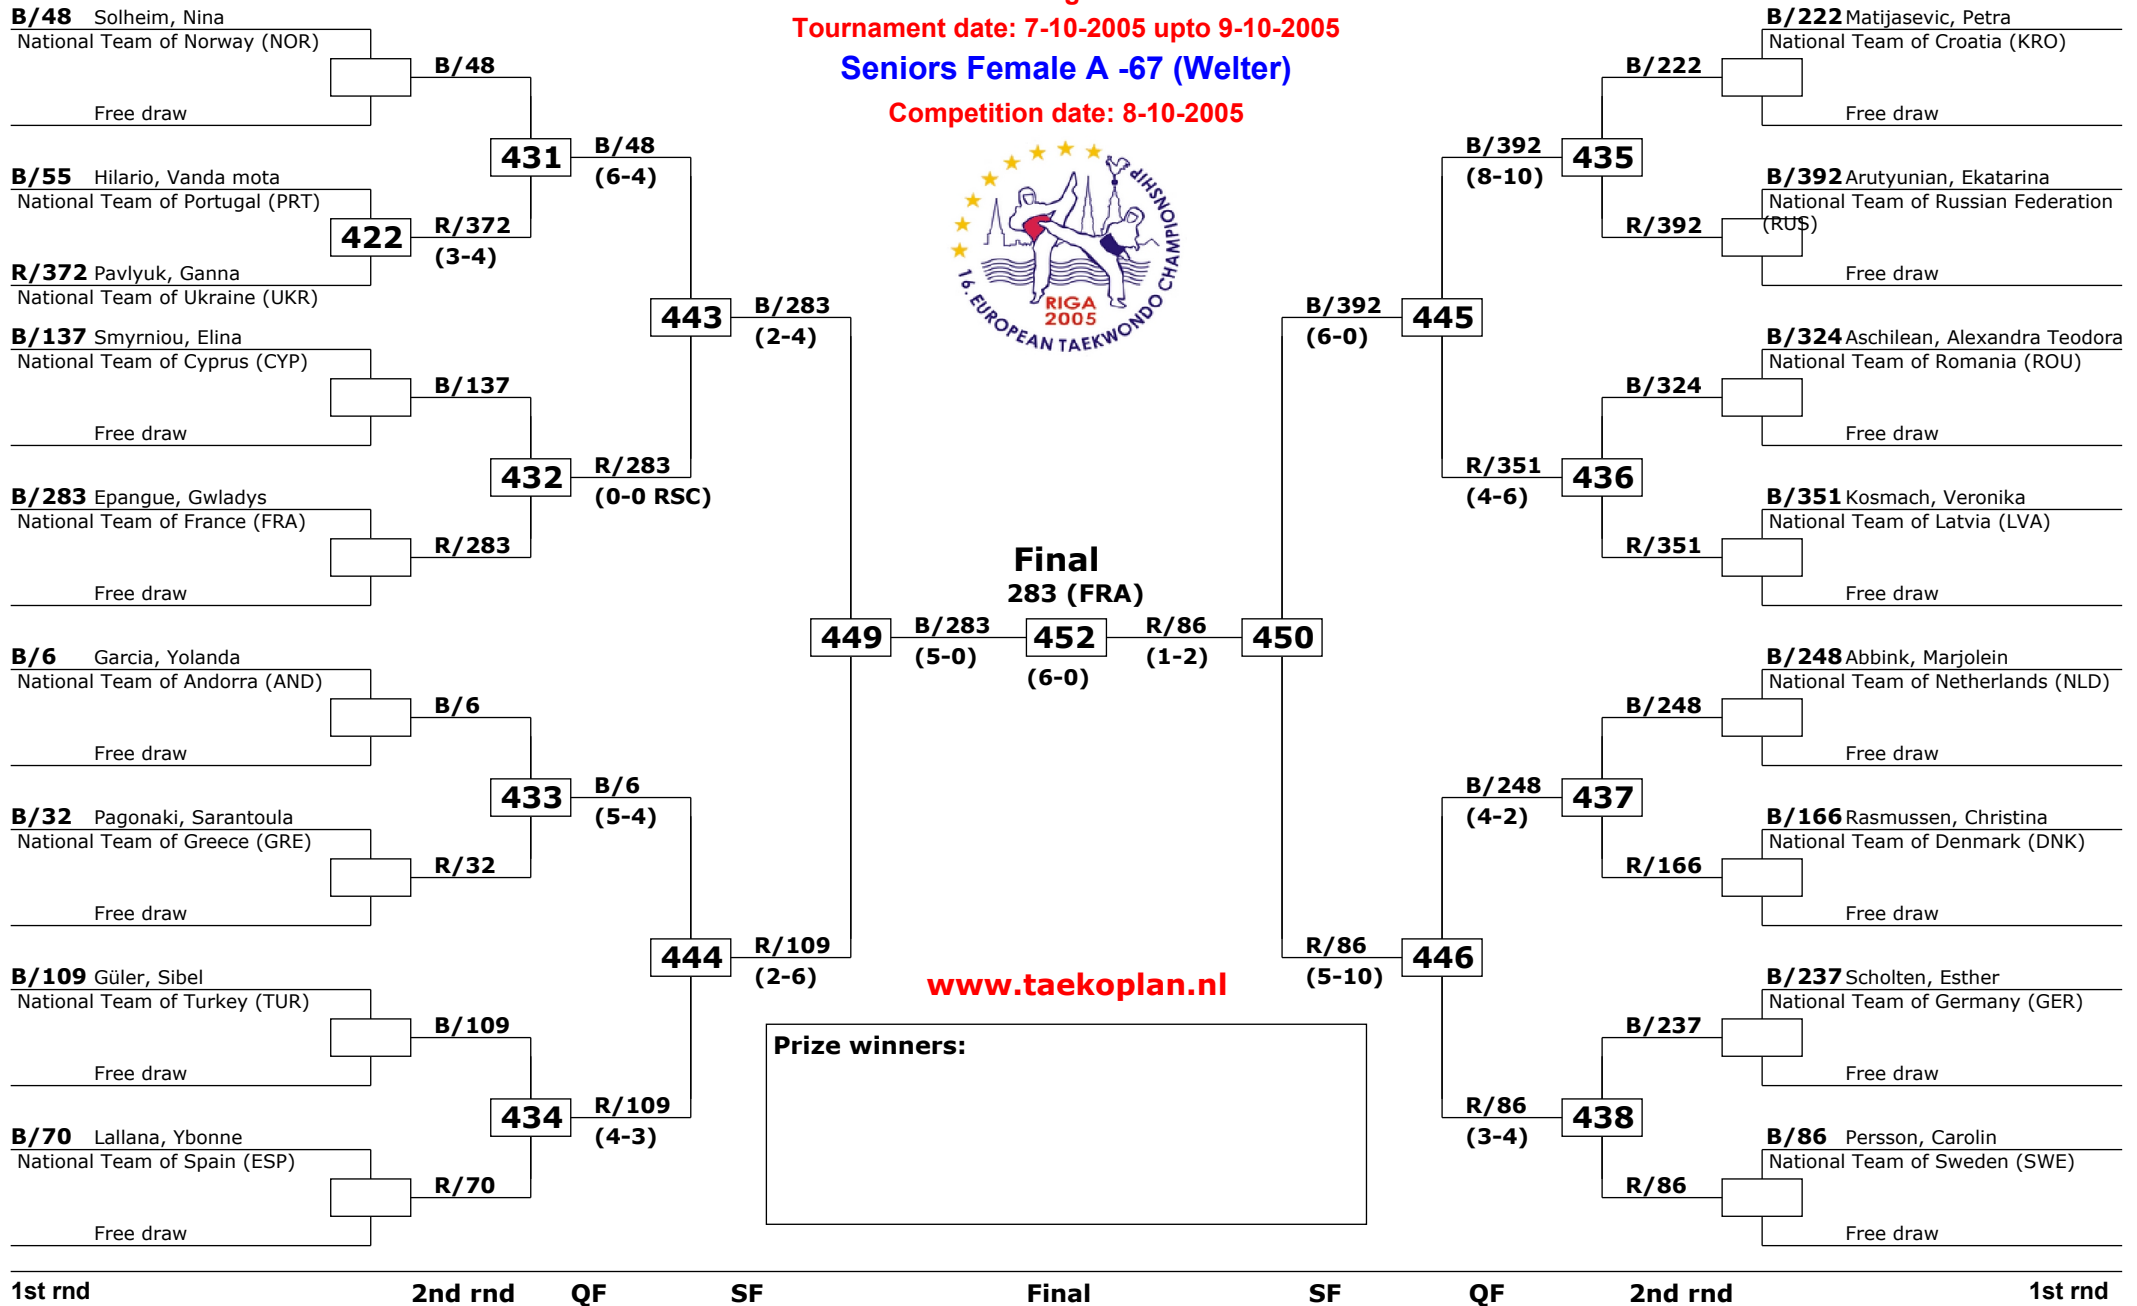 Tournament date: 7-10-2005 upto 9-10-2005
Seniors Female A -67 (Welter)
Competition date: 8-10-2005
16. EUROPEAN TAEKWONDO CHAMPIONSHIP
RIGA
2005
B/48 Solheim, Nina
National Team of Norway (NOR)
Free draw
B/55 Hilario, Vanda mota
National Team of Portugal (PRT)
R/372 Pavlyuk, Ganna
National Team of Ukraine (UKR)
B/137 Smyrniou, Elina
National Team of Cyprus (CYP)
Free draw
B/283 Epangue, Gwladys
National Team of France (FRA)
Free draw
B/6 Garcia, Yolanda
National Team of Andorra (AND)
Free draw
B/32 Pagonaki, Sarantoula
National Team of Greece (GRE)
Free draw
B/109 Güler, Sibel
National Team of Turkey (TUR)
Free draw
B/70 Lallana, Ybonne
National Team of Spain (ESP)
Free draw
422
B/48
R/372
(3-4)
B/137
R/283
B/6
R/32
B/109
R/70
431
432
433
434
B/48
(6-4)
R/283
(0-0 RSC)
B/6
(5-4)
R/109
(4-3)
443
444
B/283
(2-4)
R/109
(2-6)
449
B/283
(5-0)
Final
283 (FRA)
452
(6-0)
R/86
(1-2)
450
B/392
(6-0)
R/86
(5-10)
445
446
B/392
(8-10)
R/351
(4-6)
B/248
(4-2)
R/86
(3-4)
435
436
437
438
B/222
R/392
B/324
R/351
B/248
R/166
B/237
R/86
B/222 Matijasevic, Petra
National Team of Croatia (KRO)
Free draw
B/392 Arutyunian, Ekatarina
National Team of Russian Federation
(RUS)
Free draw
B/324 Aschilean, Alexandra Teodora
National Team of Romania (ROU)
Free draw
B/351 Kosmach, Veronika
National Team of Latvia (LVA)
Free draw
B/248 Abbink, Marjolein
National Team of Netherlands (NLD)
Free draw
B/166 Rasmussen, Christina
National Team of Denmark (DNK)
Free draw
B/237 Scholten, Esther
National Team of Germany (GER)
Free draw
B/86 Persson, Carolin
National Team of Sweden (SWE)
Free draw
www.taekoplan.nl
Prize winners:
1st rnd 2nd rnd QF SF Final SF QF 2nd rnd 1st rnd